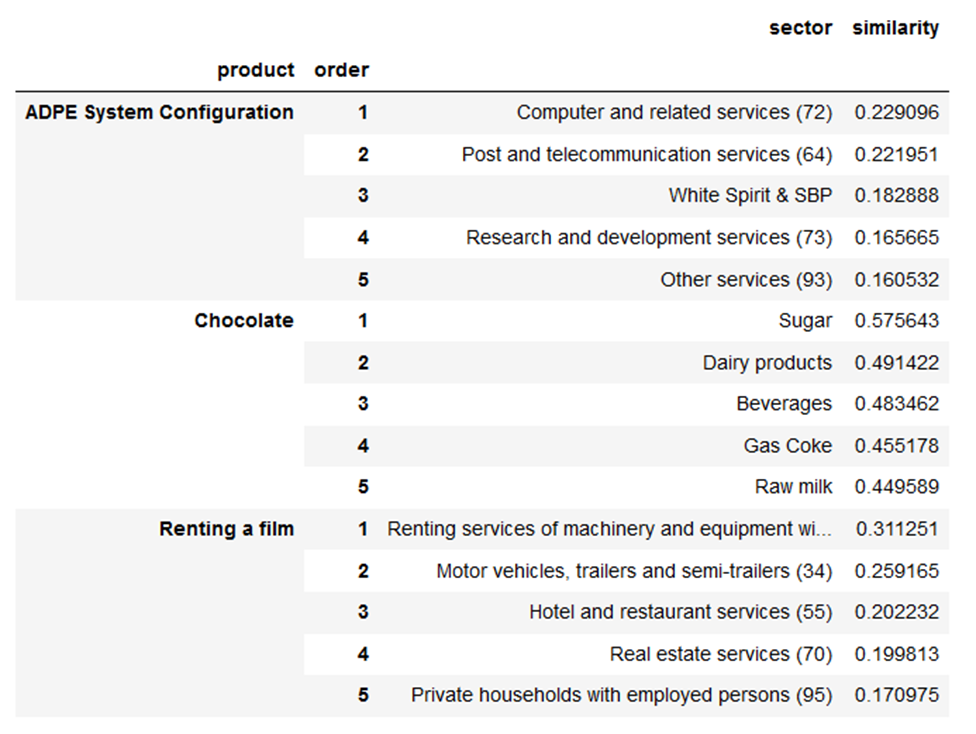 sector similarity
product order
ADPE System Configuration 1 Computer and related services (72) 0.229096
2 Post and telecommunication services (64) 0.221951
3 White Spirit & SBP 0.182888
4 Research and development services (73) 0.165665
5 Other services (93) 0.160532
Chocolate 1 Sugar 0.575643
2 Dairy products 0.491422
3 Beverages 0.483462
4 Gas Coke 0.455178
5 Raw milk 0.449589
Renting a film 1 Renting services of machinery and equipment wi... 0.311251
2 Motor vehicles, trailers and semi-trailers (34) 0.259165
3 Hotel and restaurant services (55) 0.202232
4 Real estate services (70) 0.199813
5 Private households with employed persons (95) 0.170975